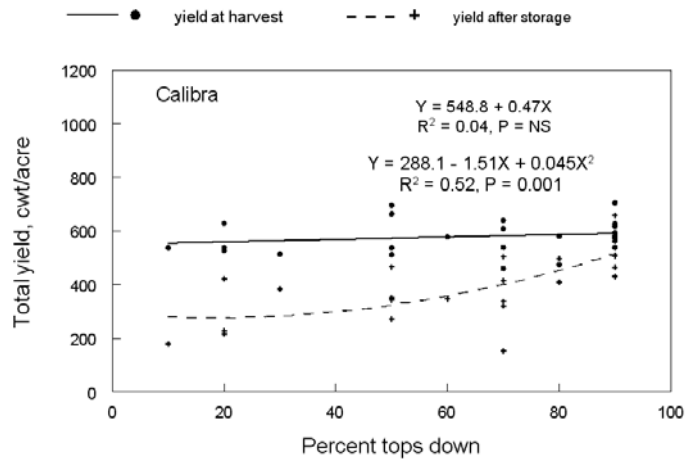 yield at harvest
yield after storage
1200
1000
800
600
400
200
0
Total yield, cwt/acre
Calibra
Y = 548.8 + 0.47X
R² = 0.04, P = NS
Y = 288.1 - 1.51X + 0.045X²
R² = 0.52, P = 0.001
0 20 40 60 80 100
Percent tops down